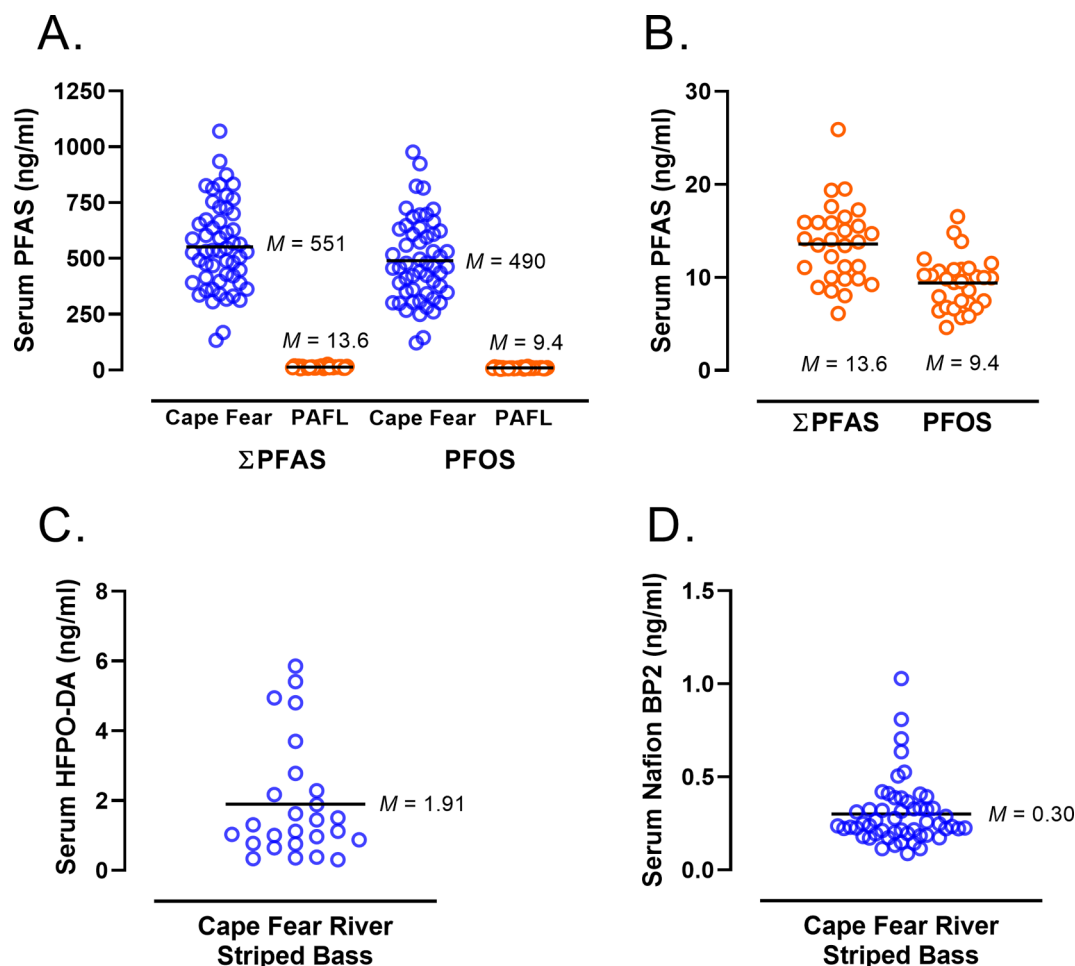 A.
Serum PFAS (ng/ml)
1250
1000
750
500
250
0
M = 551
M = 13.6
M = 490
M = 9.4
Cape Fear PAFL Cape Fear PAFL
ΣPFAS PFOS
B.
Serum PFAS (ng/ml)
30
20
10
0
M = 13.6 M = 9.4
ΣPFAS PFOS
C.
Serum HFPO-DA (ng/ml)
8
6
4
2
0
M = 1.91
Cape Fear River
Striped Bass
D.
Serum Nafion BP2 (ng/ml)
1.5
1.0
0.5
0.0
M = 0.30
Cape Fear River
Striped Bass